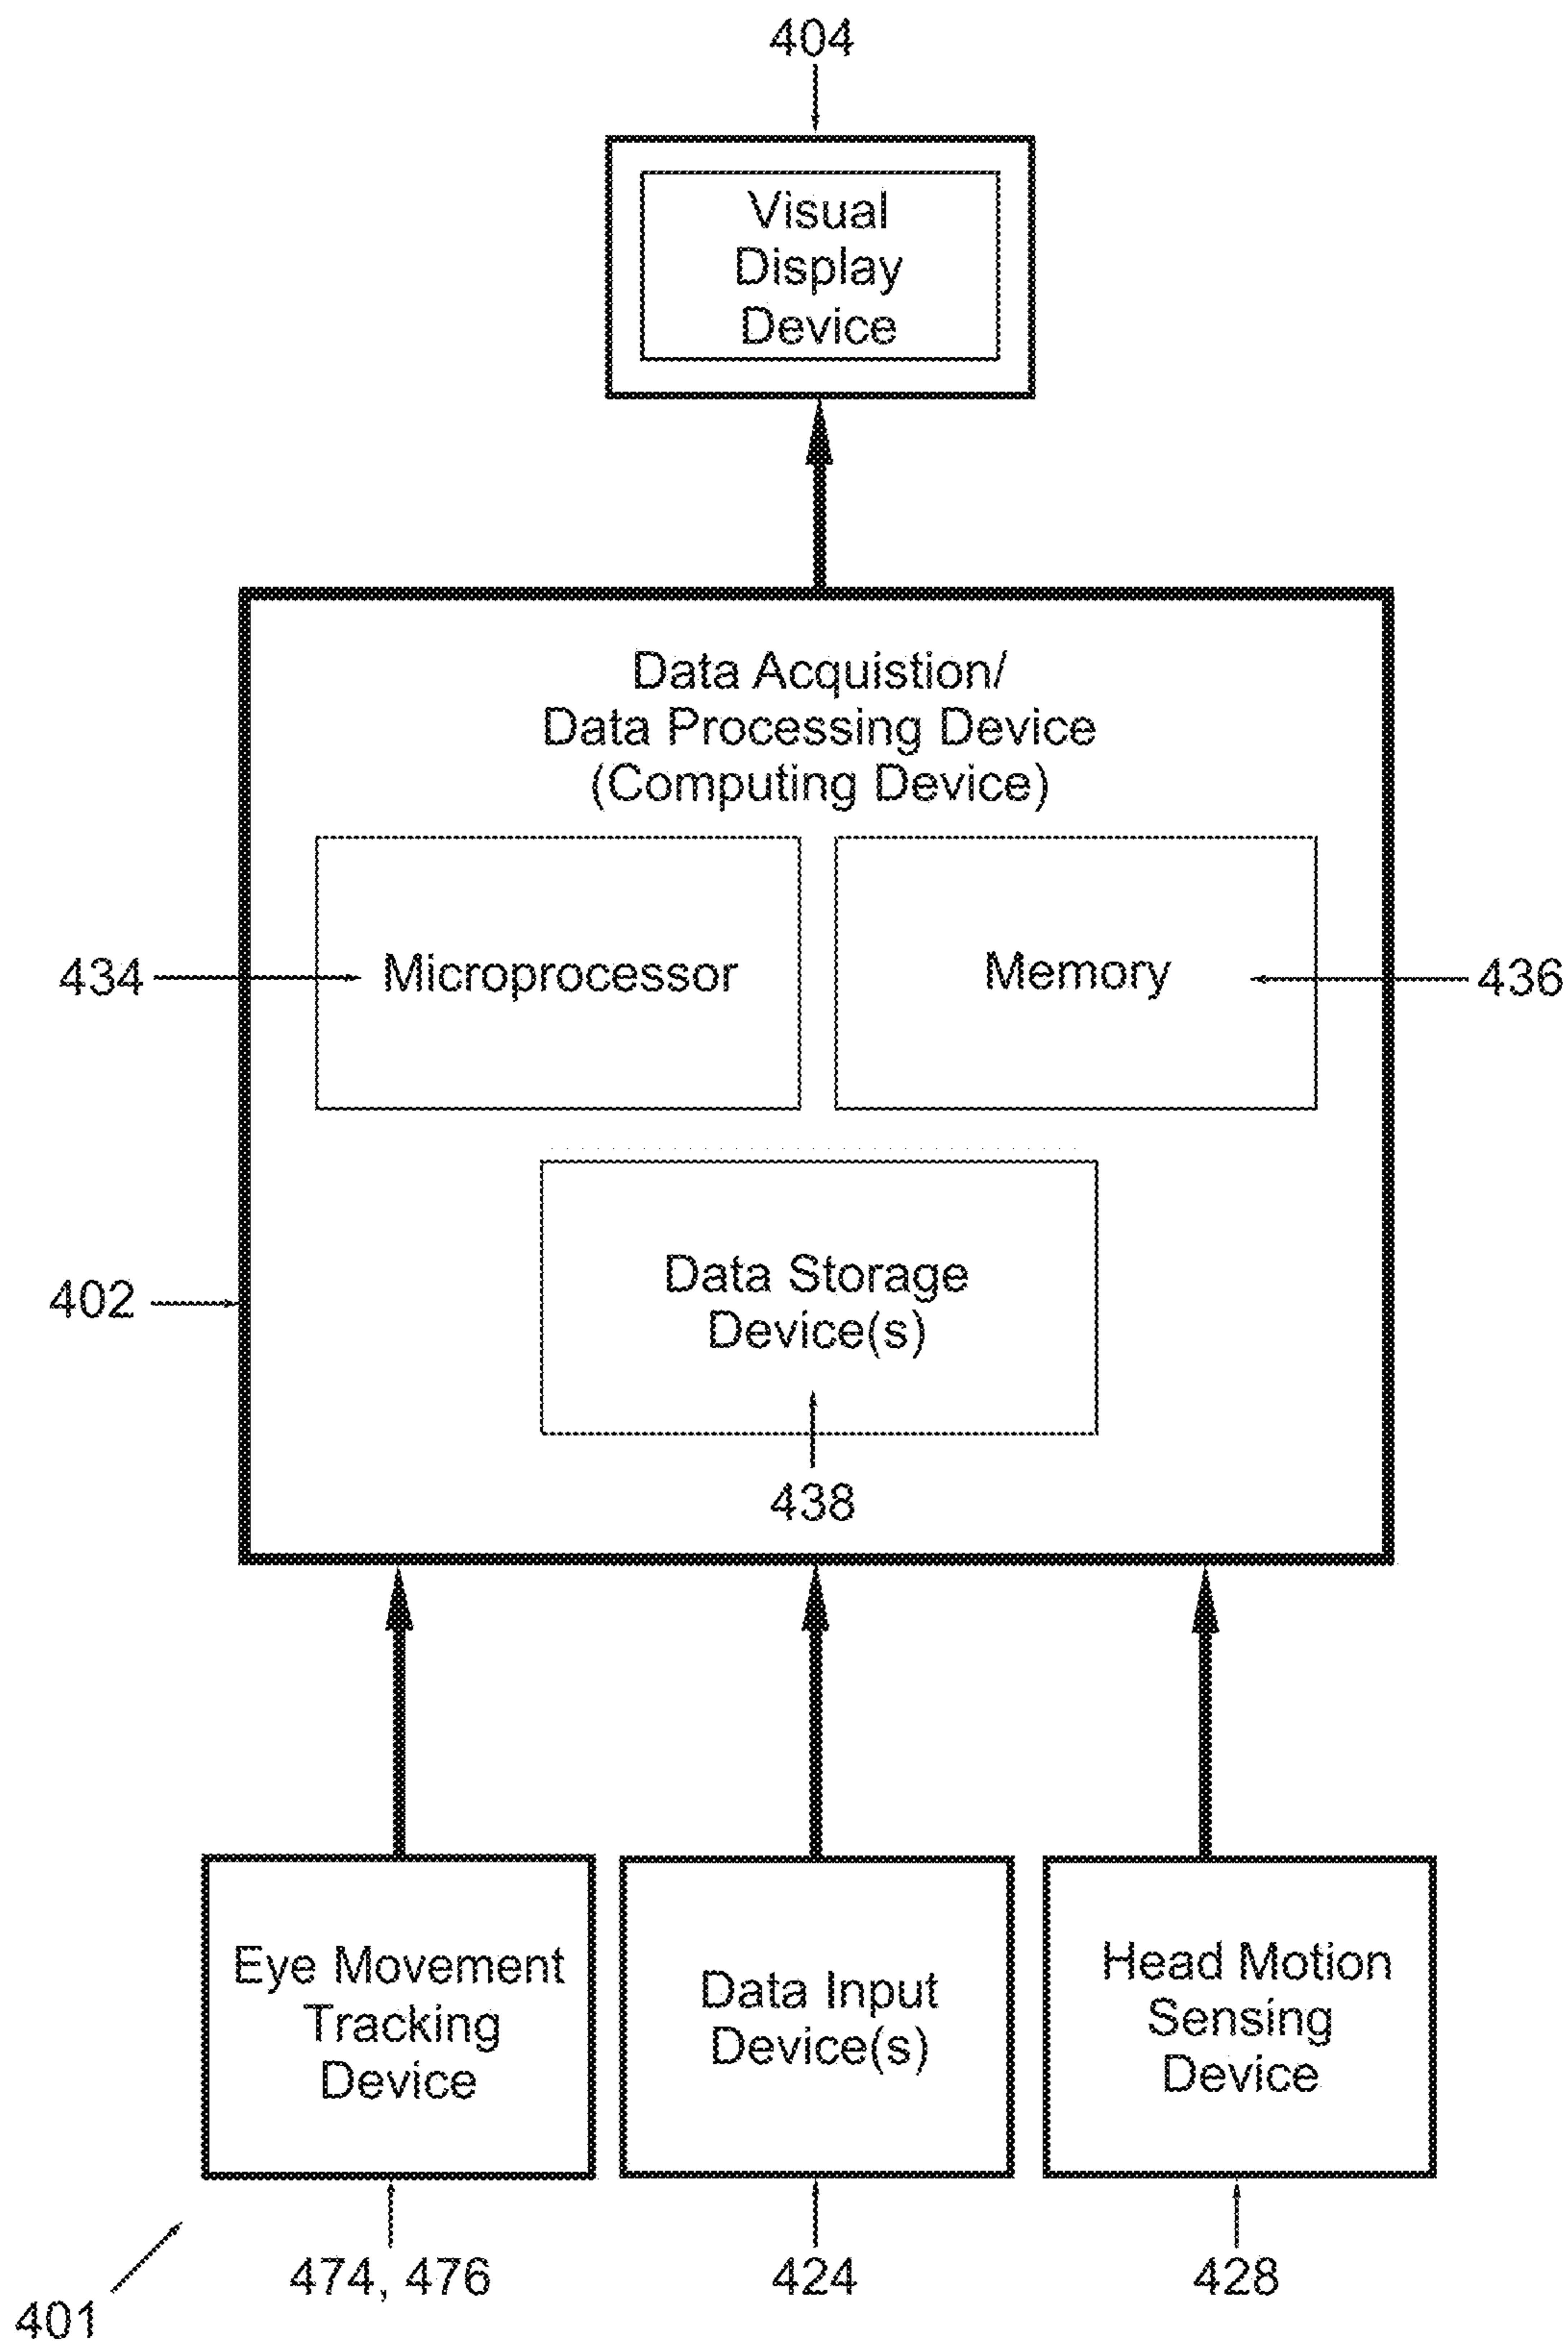 404
Visual
Display
Device
Data Acquistion/
Data Processing Device
(Computing Device)
434
Microprocessor
Memory
436
402
Data Storage
Device(s)
438
Eye Movement
Tracking
Device
Data Input
Device(s)
Head Motion
Sensing
Device
474, 476
424
428
401